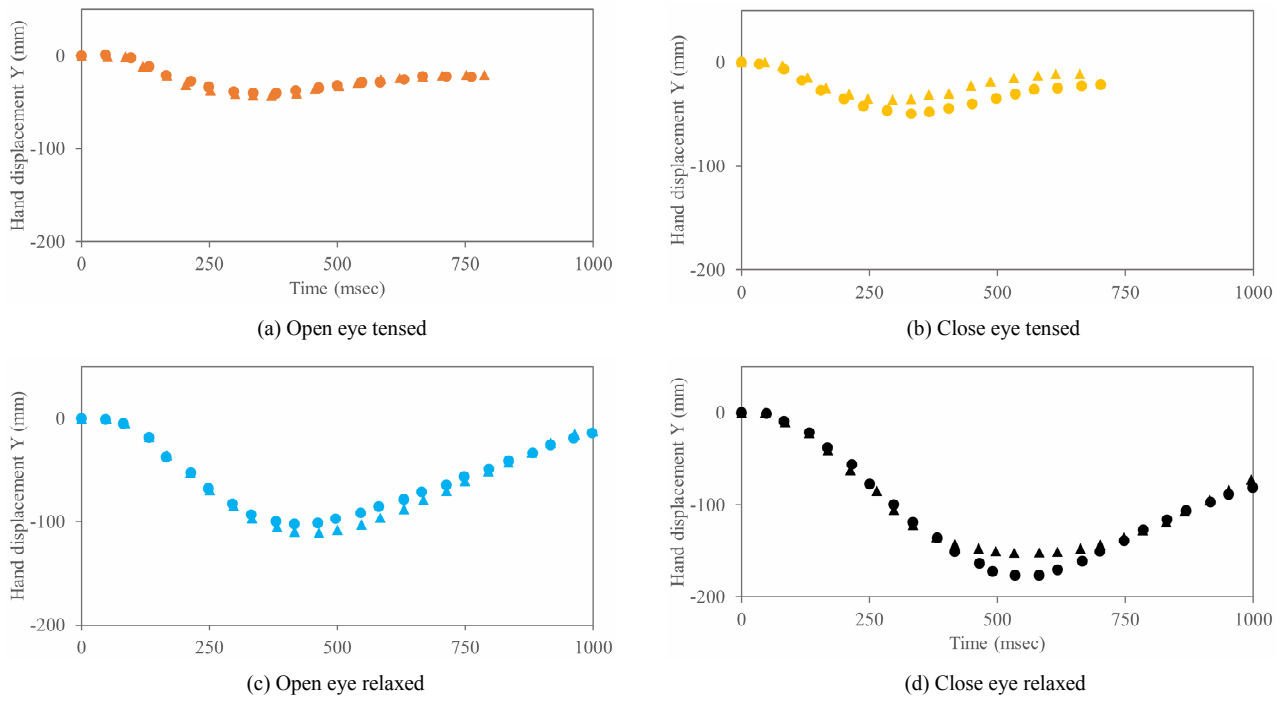 Hand displacement Y (mm)
0
-100
-200
0 250 500 750 1000
Time (msec)
(a) Open eye tensed
Hand displacement Y (mm)
0
-100
-200
0 250 500 750 1000
(b) Close eye tensed
Hand displacement Y (mm)
0
-100
-200
0 250 500 750 1000
(c) Open eye relaxed
Hand displacement Y (mm)
0
-100
-200
0 250 500 750 1000
Time (msec)
(d) Close eye relaxed